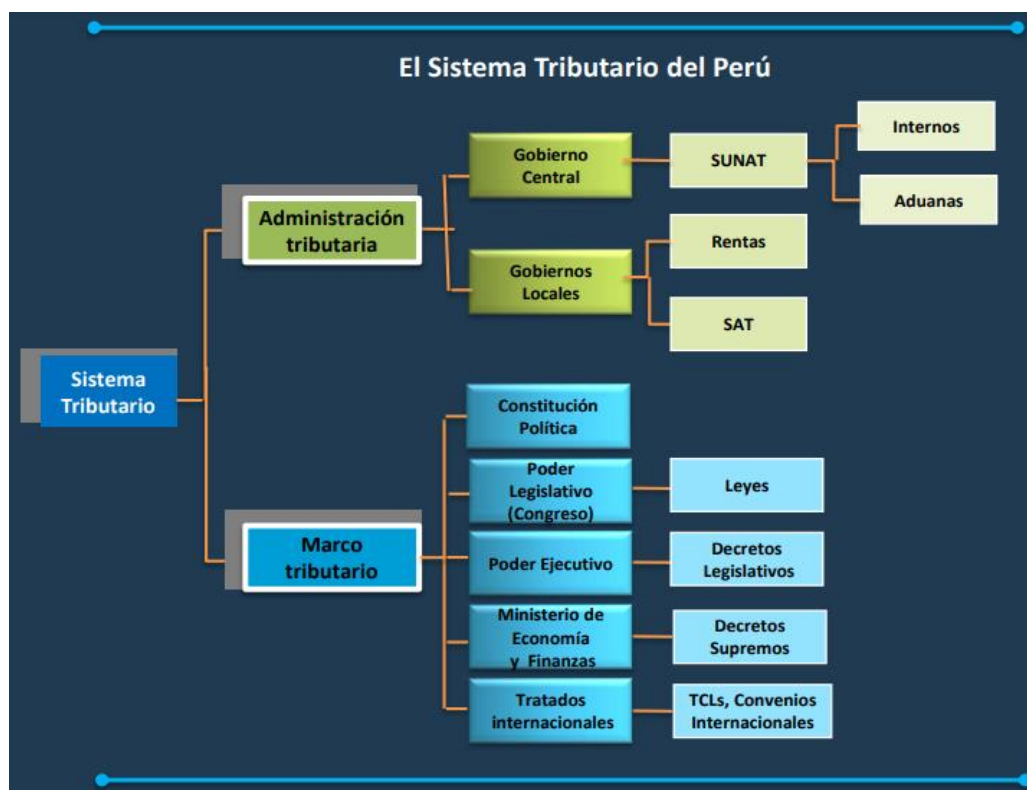 El Sistema Tributario del Perú
Internos
Gobierno
Central
SUNAT
Aduanas
Administración
tributaria
Rentas
Gobiernos
Locales
SAT
Sistema
Tributario
Constitución
Política
Poder
Legislativo
(Congreso)
Leyes
Marco
tributario
Poder Ejecutivo
Decretos
Legislativos
Ministerio de
Economía
y Finanzas
Decretos
Supremos
Tratados
internacionales
TCLs, Convenios
Internacionales